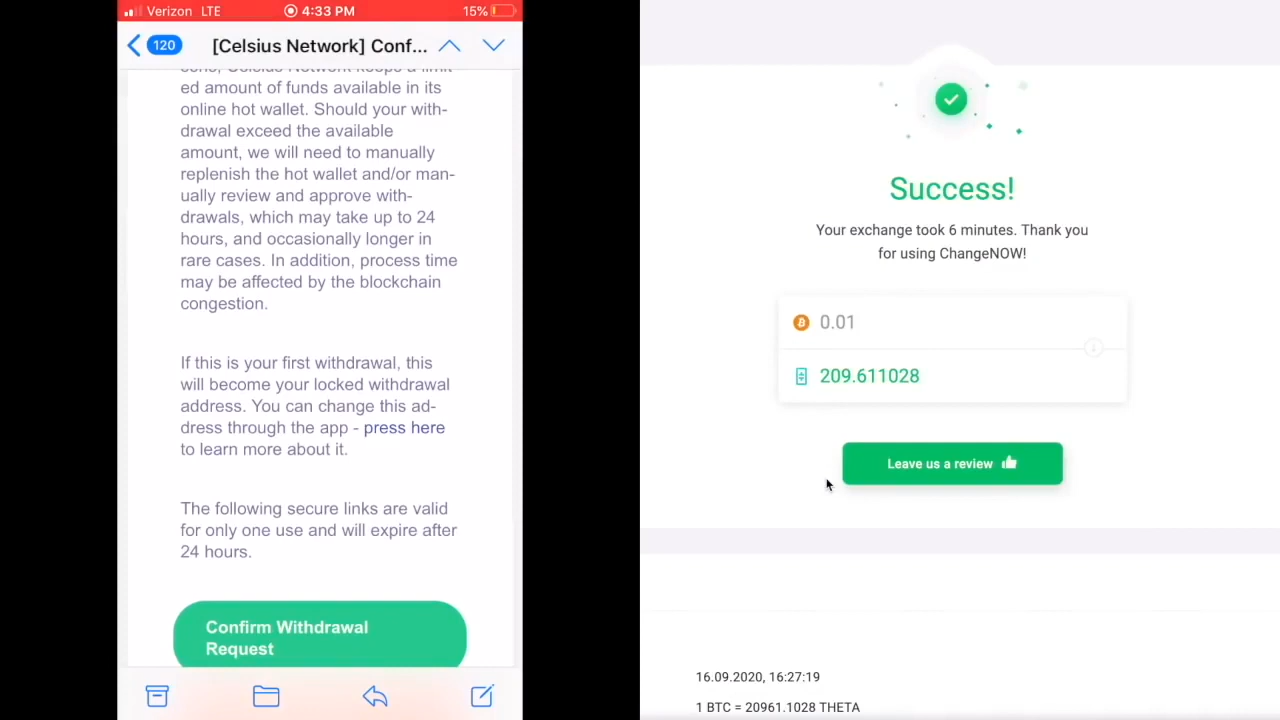 Verizon LTE 4:33 PM 15%
120 [Celsius Network] Conf...
sons, Celsius Network keeps a limit-
ed amount of funds available in its
online hot wallet. Should your with-
drawal exceed the available
amount, we will need to manually
replenish the hot wallet and/or man-
ually review and approve with-
drawals, which may take up to 24
hours, and occasionally longer in
rare cases. In addition, process time
may be affected by the blockchain
congestion.
If this is your first withdrawal, this
will become your locked withdrawal
address. You can change this ad-
dress through the app - press here
to learn more about it.
The following secure links are valid
for only one use and will expire after
24 hours.
Confirm Withdrawal
Request
Success!
Your exchange took 6 minutes. Thank you
for using ChangeNOW!
0.01
209.611028
Leave us a review
16.09.2020, 16:27:19
1 BTC = 20961.1028 THETA